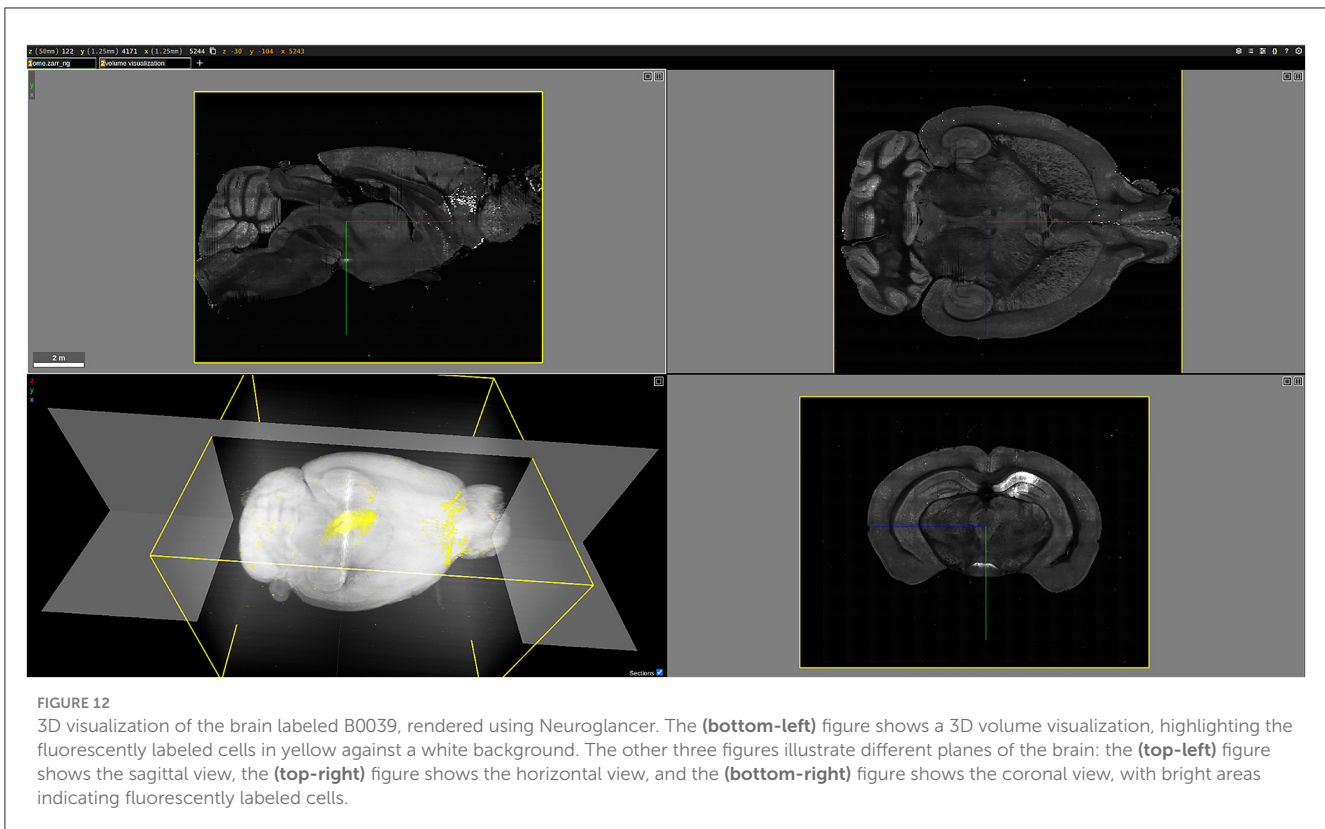 z (50mm) 122 y (1.25mm) 4171 x (1.25mm) 5244 z -30 y -104 x 5243
{} ?
1 ome.zarr_ng 2 volume visualization +
z
y
x
2 m
z
y
x
Sections
FIGURE 12
3D visualization of the brain labeled B0039, rendered using Neuroglancer. The (bottom-left) figure shows a 3D volume visualization, highlighting the
fluorescently labeled cells in yellow against a white background. The other three figures illustrate different planes of the brain: the (top-left) figure
shows the sagittal view, the (top-right) figure shows the horizontal view, and the (bottom-right) figure shows the coronal view, with bright areas
indicating fluorescently labeled cells.